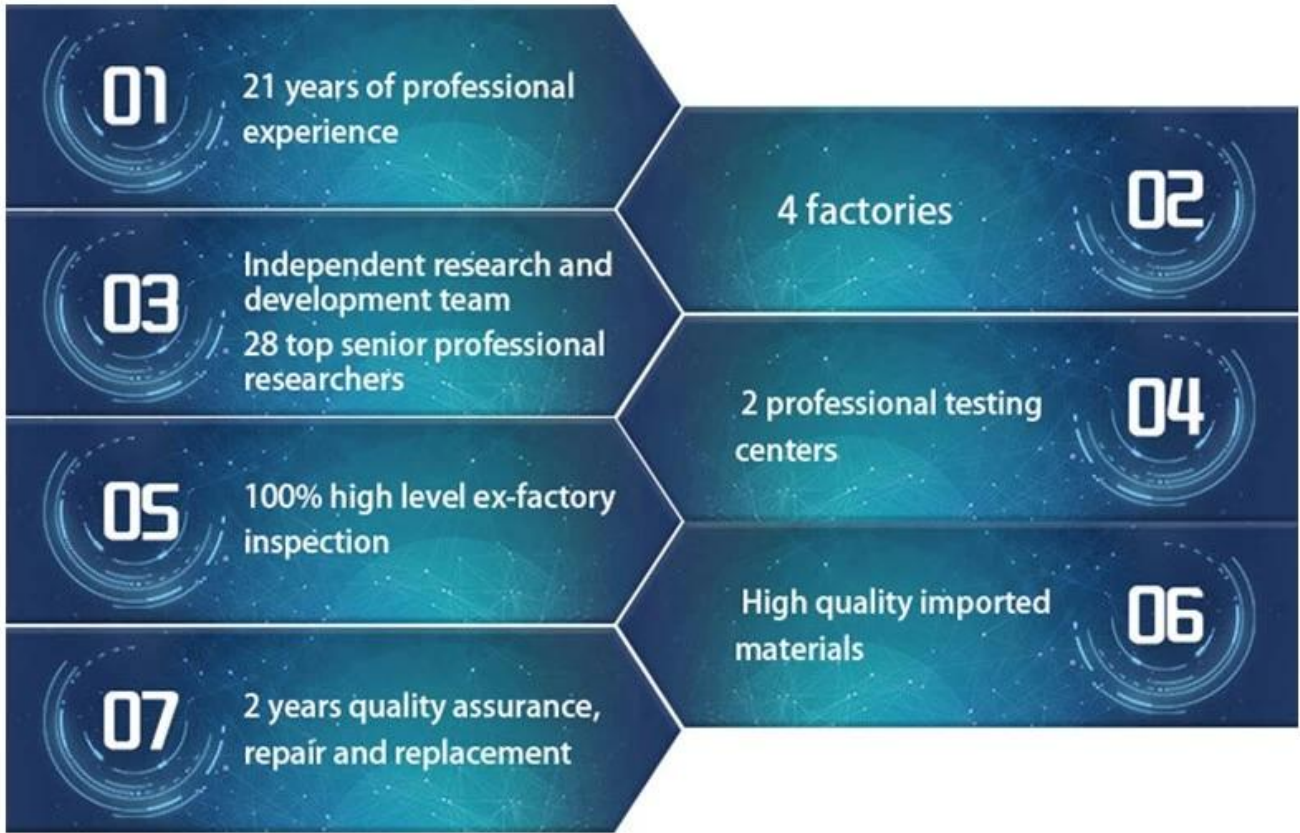 01
21 years of professional
experience
4 factories
02
03
Independent research and
development team
28 top senior professional
researchers
2 professional testing
centers
04
05
100% high level ex-factory
inspection
High quality imported
materials
06
07
2 years quality assurance,
repair and replacement